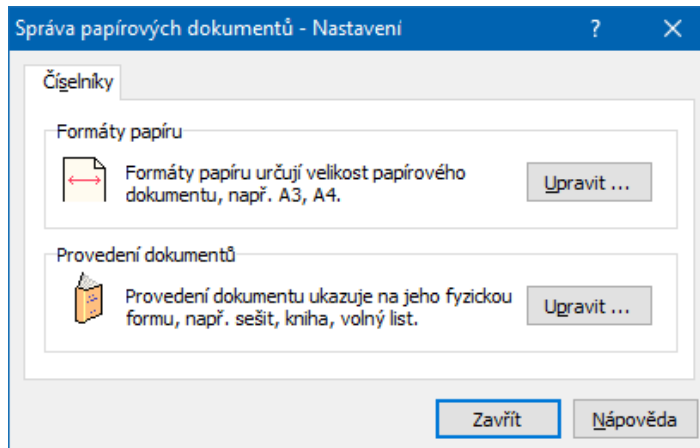 Správa papírových dokumentů - Nastavení
Číselníky
Formáty papíru
Formáty papíru určují velikost papírového
dokumentu, např. A3, A4.
Upravit ...
Provedení dokumentů
Provedení dokumentu ukazuje na jeho fyzickou
formu, např. sešit, kniha, volný list.
Upravit ...
Zavřít
Nápověda